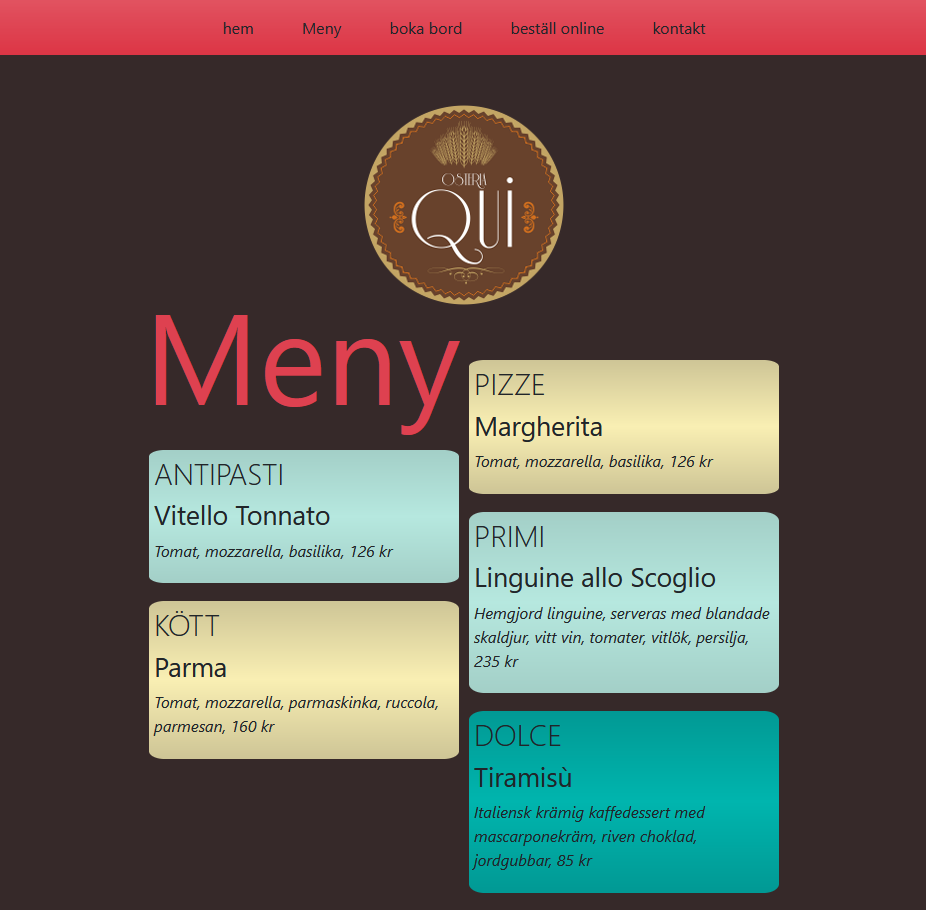 hem Meny boka bord beställ online kontakt
OSTERIA
QUi
Meny
ANTIPASTI
Vitello Tonnato
Tomat, mozzarella, basilika, 126 kr
KÖTT
Parma
Tomat, mozzarella, parmaskinka, ruccola,
parmesan, 160 kr
PIZZE
Margherita
Tomat, mozzarella, basilika, 126 kr
PRIMI
Linguine allo Scoglio
Hemgjord linguine, serveras med blandade
skaldjur, vitt vin, tomater, vitlök, persilja,
235 kr
DOLCE
Tiramisù
Italiensk krämig kaffedessert med
mascarponekräm, riven choklad,
jordgubbar, 85 kr